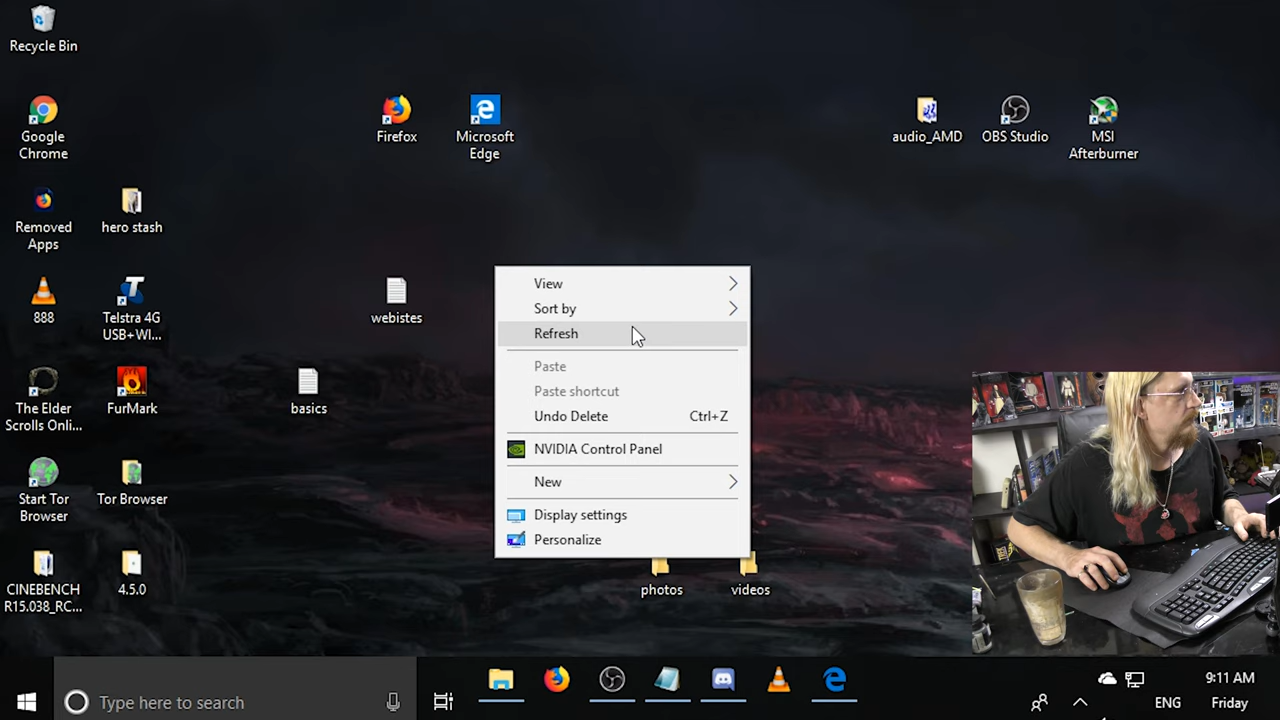 Recycle Bin
Google
Chrome
Firefox
Microsoft
Edge
audio_AMD
OBS Studio
MSI
Afterburner
Removed
Apps
hero stash
888
Telstra 4G
USB+WI...
webistes
The Elder
Scrolls Onli...
FurMark
basics
Start Tor
Browser
Tor Browser
CINEBENCH
R15.038_RC...
4.5.0
View
Sort by
Refresh
Paste
Paste shortcut
Undo Delete Ctrl+Z
NVIDIA Control Panel
New
Display settings
Personalize
photos
videos
Type here to search
9:11 AM
ENG
Friday